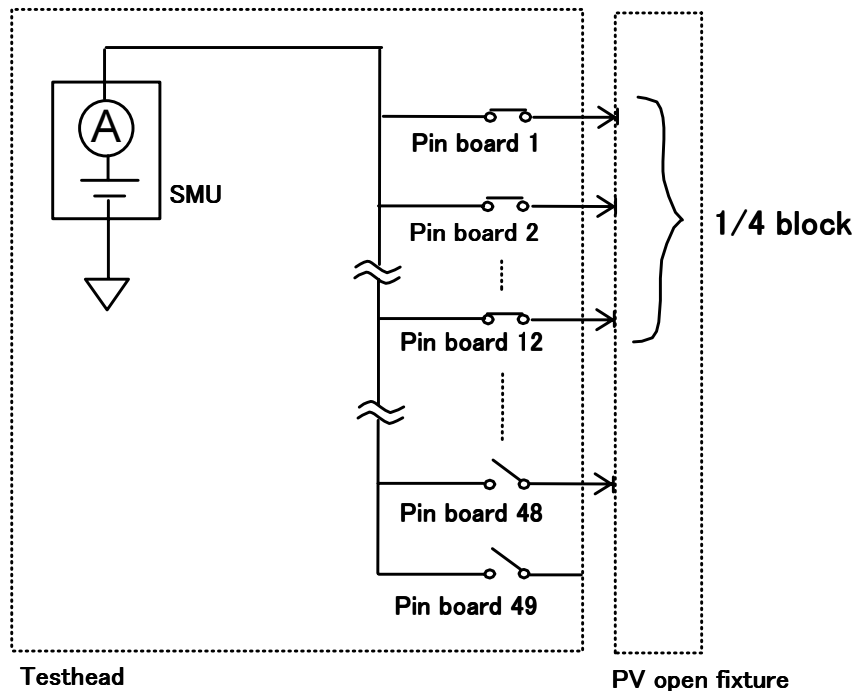 A
SMU
Pin board 1
Pin board 2
1/4 block
Pin board 12
Pin board 48
Pin board 49
Testhead
PV open fixture